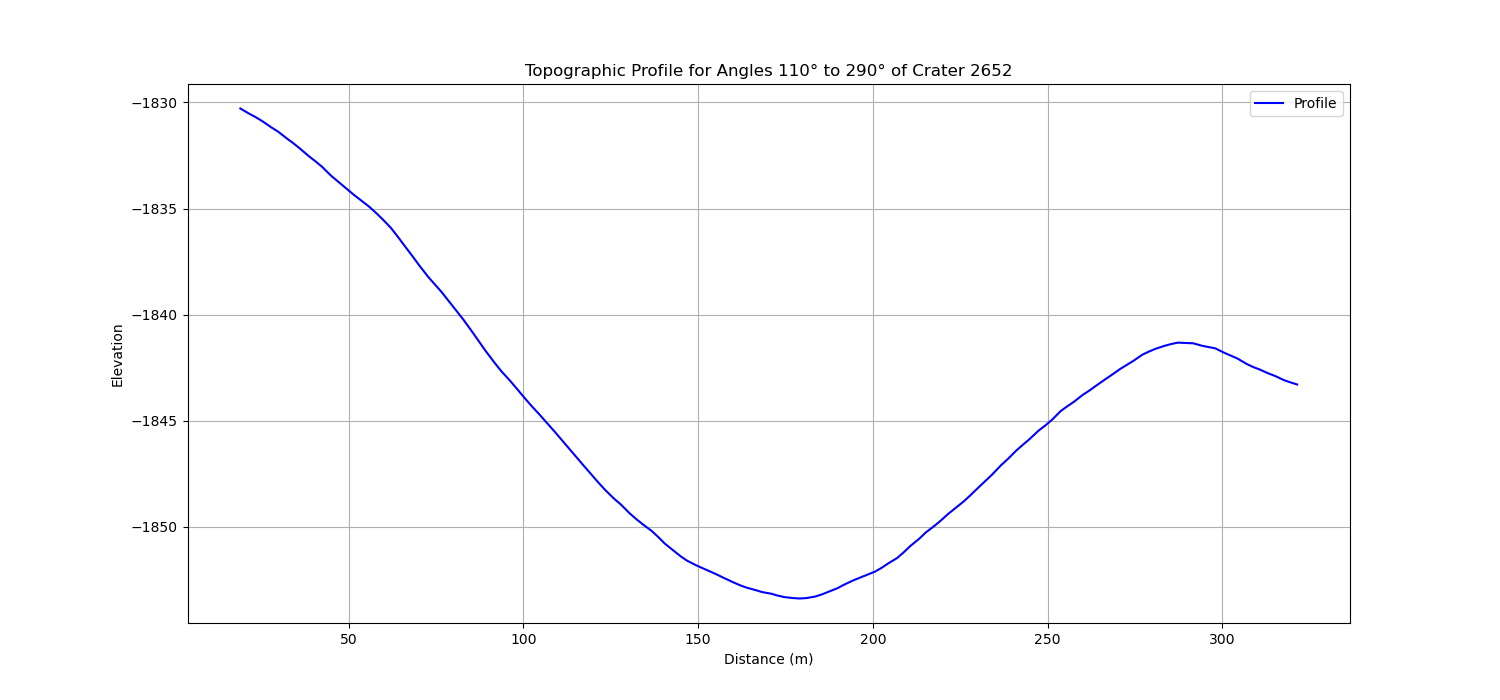 Topographic Profile for Angles 110° to 290° of Crater 2652
Profile
−1830
−1835
−1840
−1845
−1850
Elevation
50
100
150
200
250
300
Distance (m)